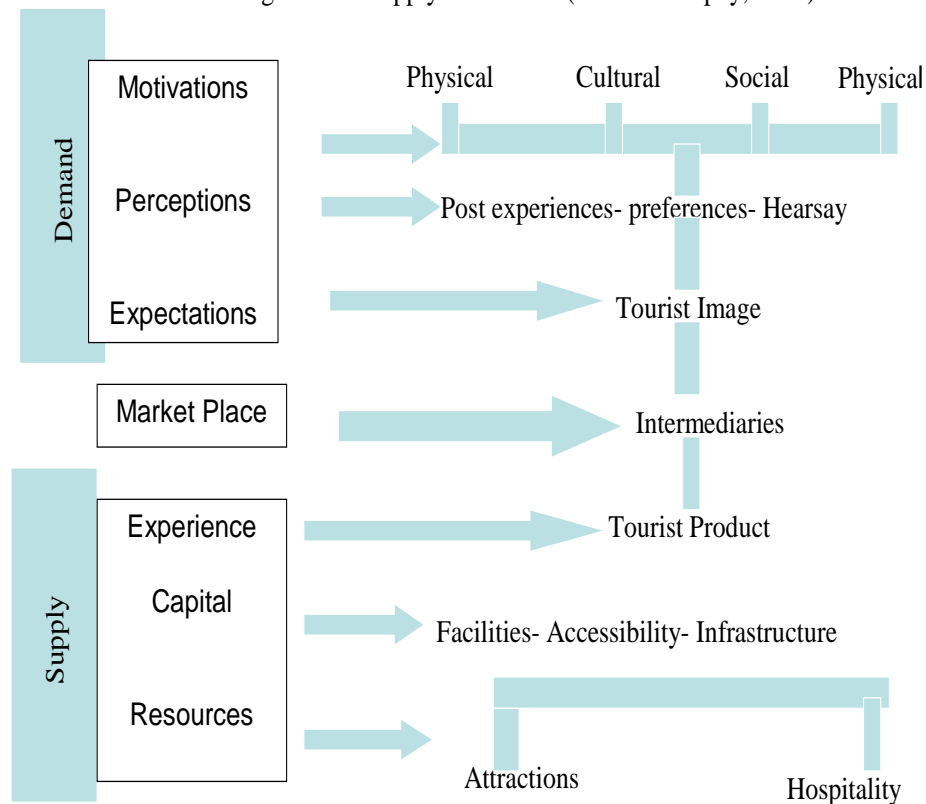 Demand
Motivations
Physical Cultural Social Physical
Perceptions
Post experiences- preferences- Hearsay
Expectations
Tourist Image
Market Place
Intermediaries
Supply
Experience
Tourist Product
Capital
Facilities- Accessibility- Infrastructure
Resources
Attractions
Hospitality